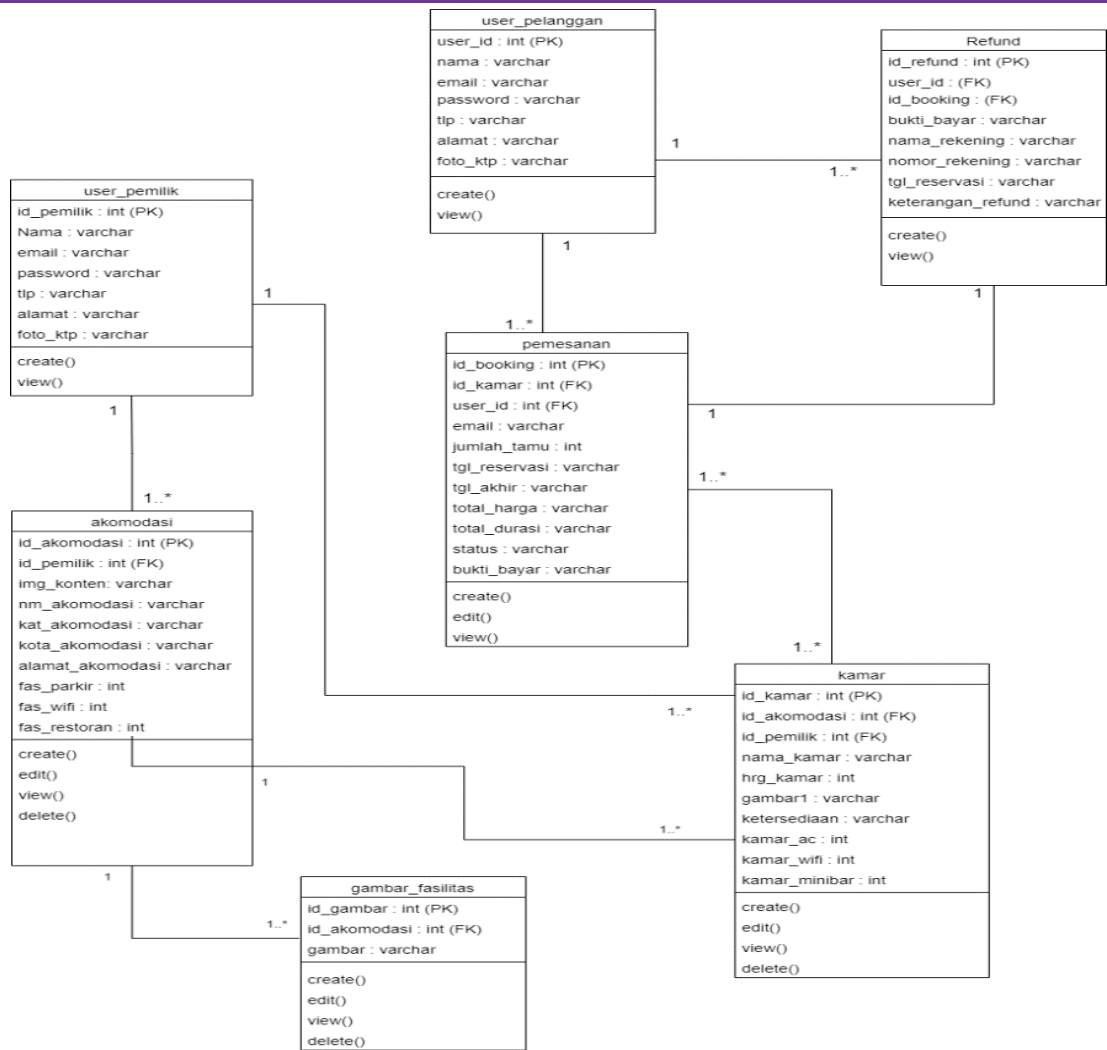 user_pelanggan
user_id : int (PK)
nama : varchar
email : varchar
password : varchar
tlp : varchar
alamat : varchar
foto_ktp : varchar
create()
view()
Refund
id_refund : int (PK)
user_id : (FK)
id_booking : (FK)
bukti_bayar : varchar
nama_rekening : varchar
nomor_rekening : varchar
tgl_reservasi : varchar
keterangan_refund : varchar
create()
view()
1
1..*
user_pemilik
id_pemilik : int (PK)
Nama : varchar
email : varchar
password : varchar
tlp : varchar
alamat : varchar
foto_ktp : varchar
create()
view()
1
1
1..*
1
1
1
1..*
pemesanan
id_booking : int (PK)
id_kamar : int (FK)
user_id : int (FK)
email : varchar
jumlah_tamu : int
tgl_reservasi : varchar
tgl_akhir : varchar
total_harga : varchar
total_durasi : varchar
status : varchar
bukti_bayar : varchar
create()
edit()
view()
1..*
1..*
akomodasi
id_akomodasi : int (PK)
id_pemilik : int (FK)
img_konten: varchar
nm_akomodasi : varchar
kat_akomodasi : varchar
kota_akomodasi : varchar
alamat_akomodasi : varchar
fas_parkir : int
fas_wifi : int
fas_restoran : int
create()
edit()
view()
delete()
1
1..*
1..*
kamar
id_kamar : int (PK)
id_akomodasi : int (FK)
id_pemilik : int (FK)
nama_kamar : varchar
hrg_kamar : int
gambar1 : varchar
ketersediaan : varchar
kamar_ac : int
kamar_wifi : int
kamar_minibar : int
create()
edit()
view()
delete()
1
1..*
gambar_fasilitas
id_gambar : int (PK)
id_akomodasi : int (FK)
gambar : varchar
create()
edit()
view()
delete()